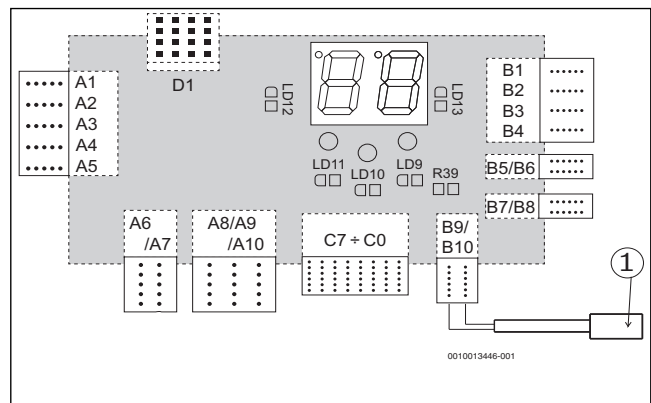 D1
A1
A2
A3
A4
A5
LD12
LD13
B1
B2
B3
B4
B5/B6
B7/B8
LD11
LD10
LD9
R39
A6
/A7
A8/A9
/A10
C7 ÷ C0
B9/
B10
1
0010013446-001